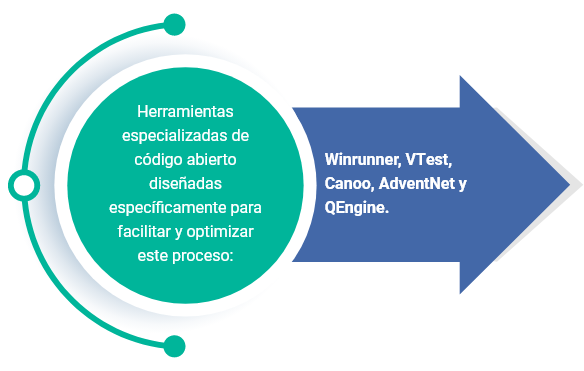 Herramientas
especializadas de
código abierto
diseñadas
específicamente para
facilitar y optimizar
este proceso:
Winrunner, VTest,
Canoo, AdventNet y
QEngine.